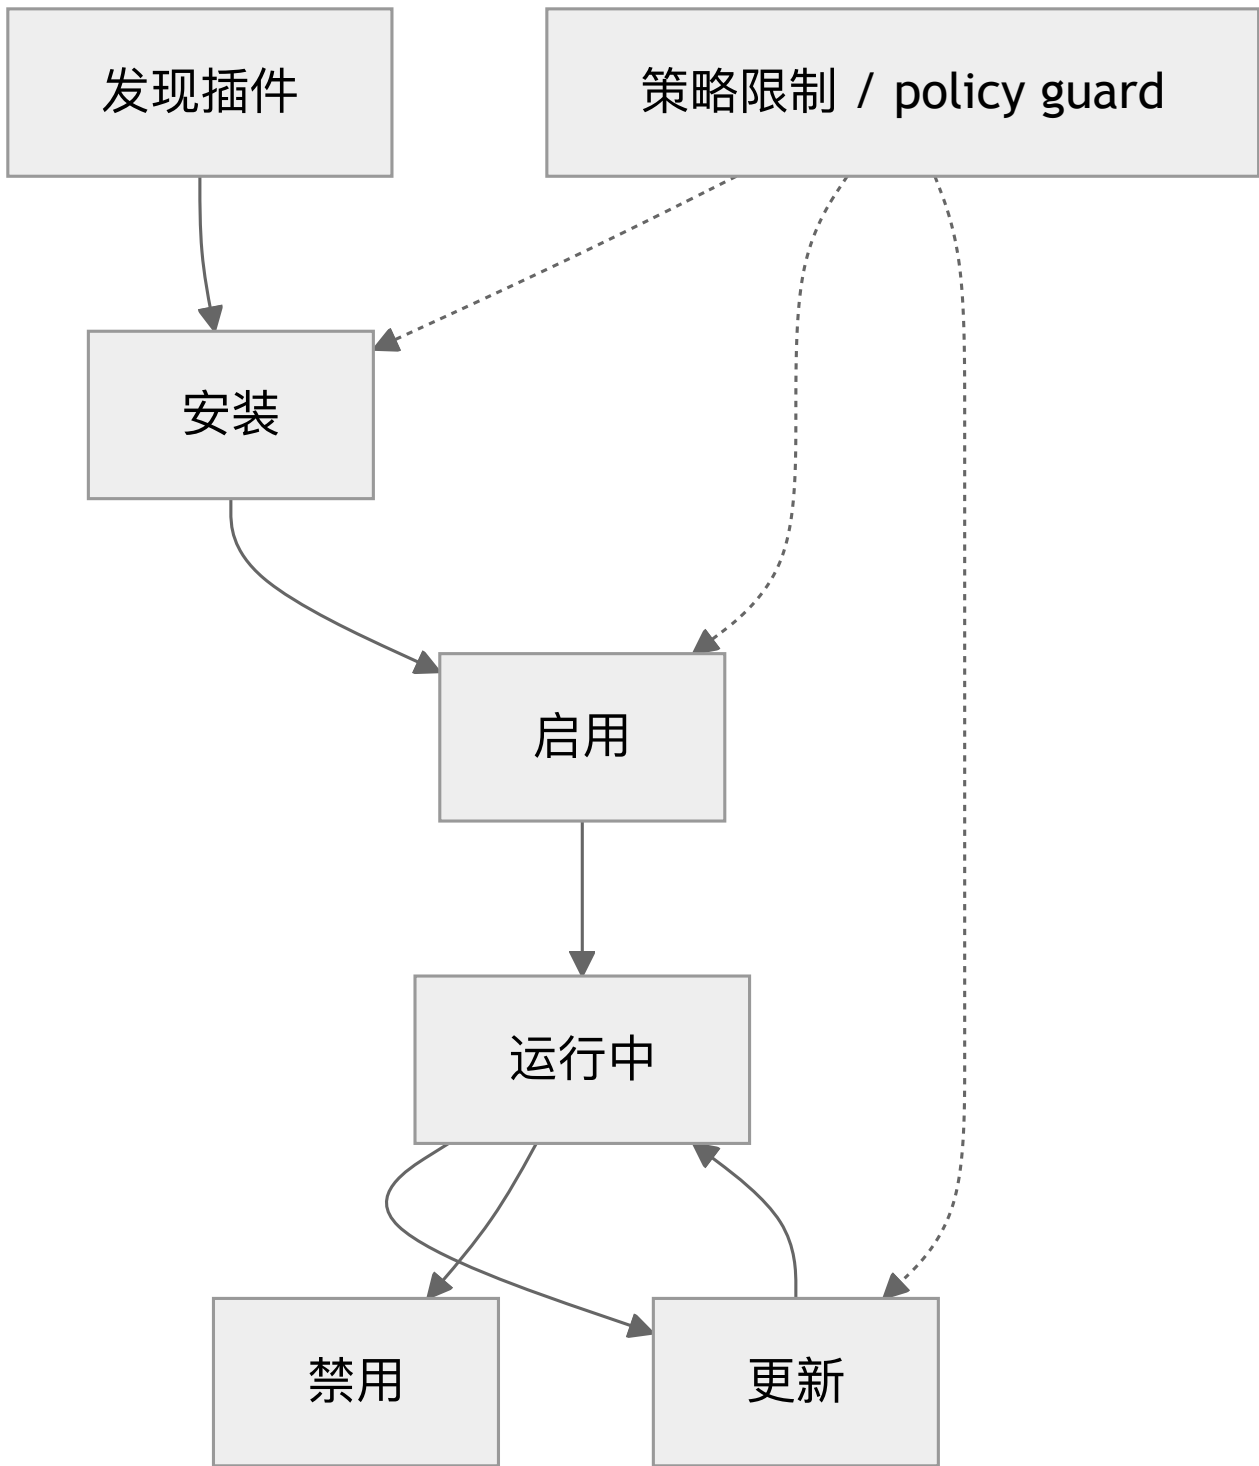 发现插件
策略限制 / policy guard
安装
启用
运行中
禁用
更新